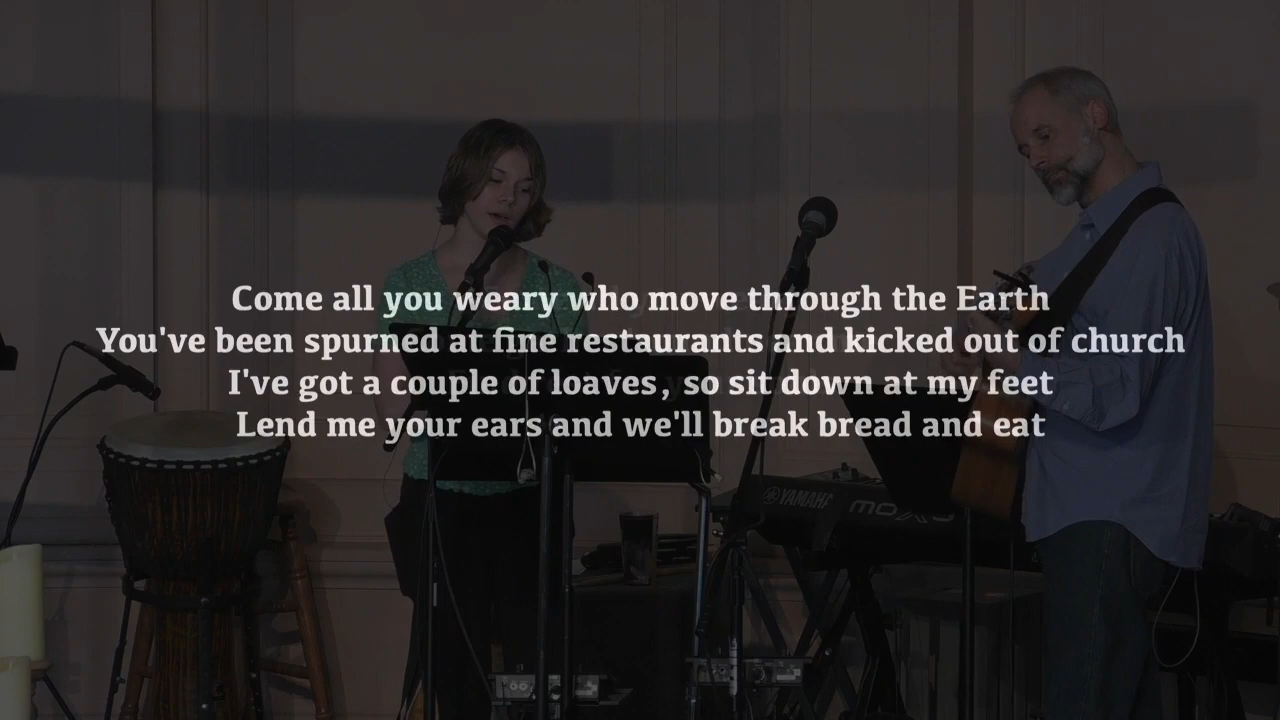 Come all you weary who move through the Earth
You've been spurned at fine restaurants and kicked out of church
I've got a couple of loaves, so sit down at my feet
Lend me your ears and we'll break bread and eat
YAMAHA
MOXF8